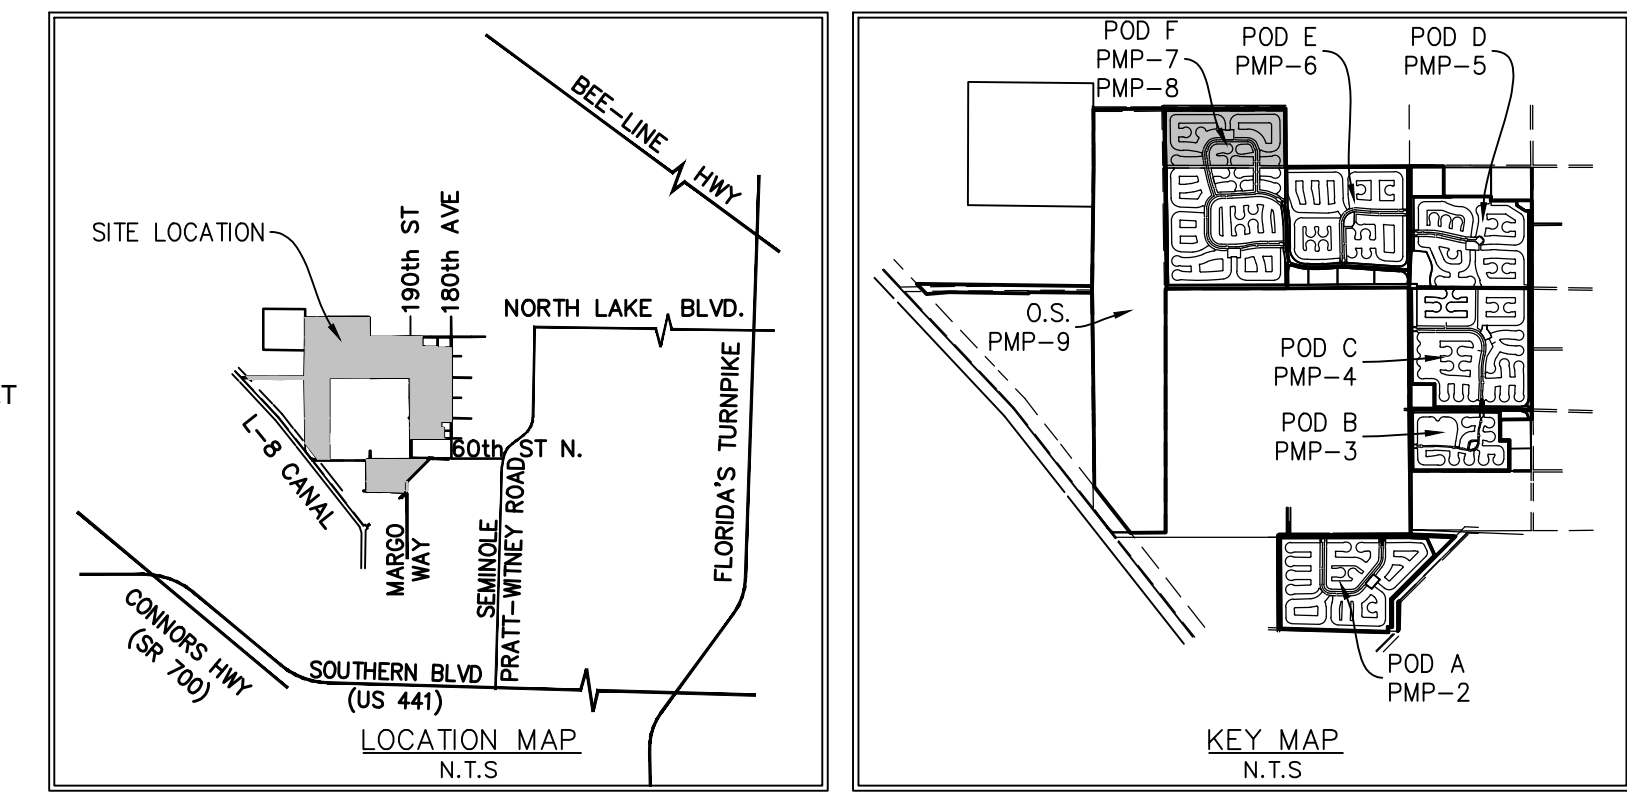 BEE-LINE HWY
SITE LOCATION
190th ST
180th AVE
NORTH LAKE BLVD.
L-8 CANAL
60th ST N.
FLORIDA'S TURNPIKE
MARGO
WAY
SEMINOLE
PRATT-WITNEY ROAD
CONNORS HWY
(SR 700)
SOUTHERN BLVD
(US 441)
LOCATION MAP
N.T.S
POD F
PMP-7
PMP-8
POD E
PMP-6
POD D
PMP-5
O.S.
PMP-9
POD C
PMP-4
POD B
PMP-3
POD A
PMP-2
KEY MAP
N.T.S